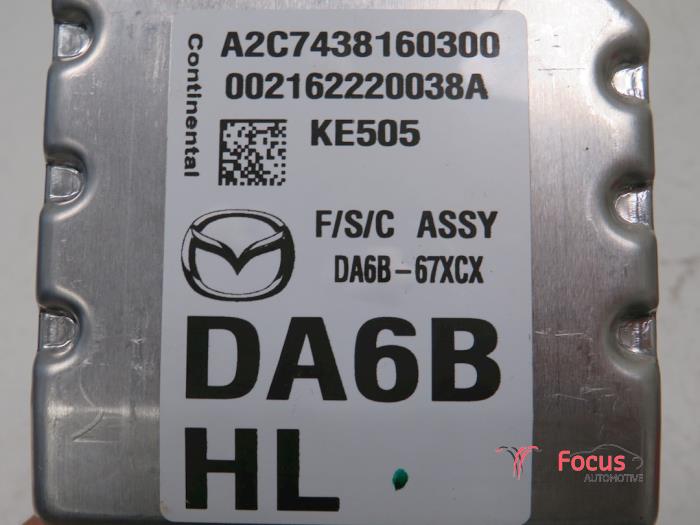 Continental
A2C7438160300
002162220038A
KE505
F/S/C ASSY
DA6B-67XCX
DA6B
HL
Focus
AUTOMOTIVE